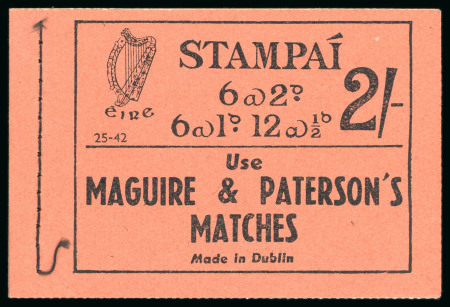 STAMPAÍ
6 @ 2D
6 @ 1D 12 @ ½D
2/-
éire
25-42
Use
MAGUIRE & PATERSON'S
MATCHES
Made in Dublin